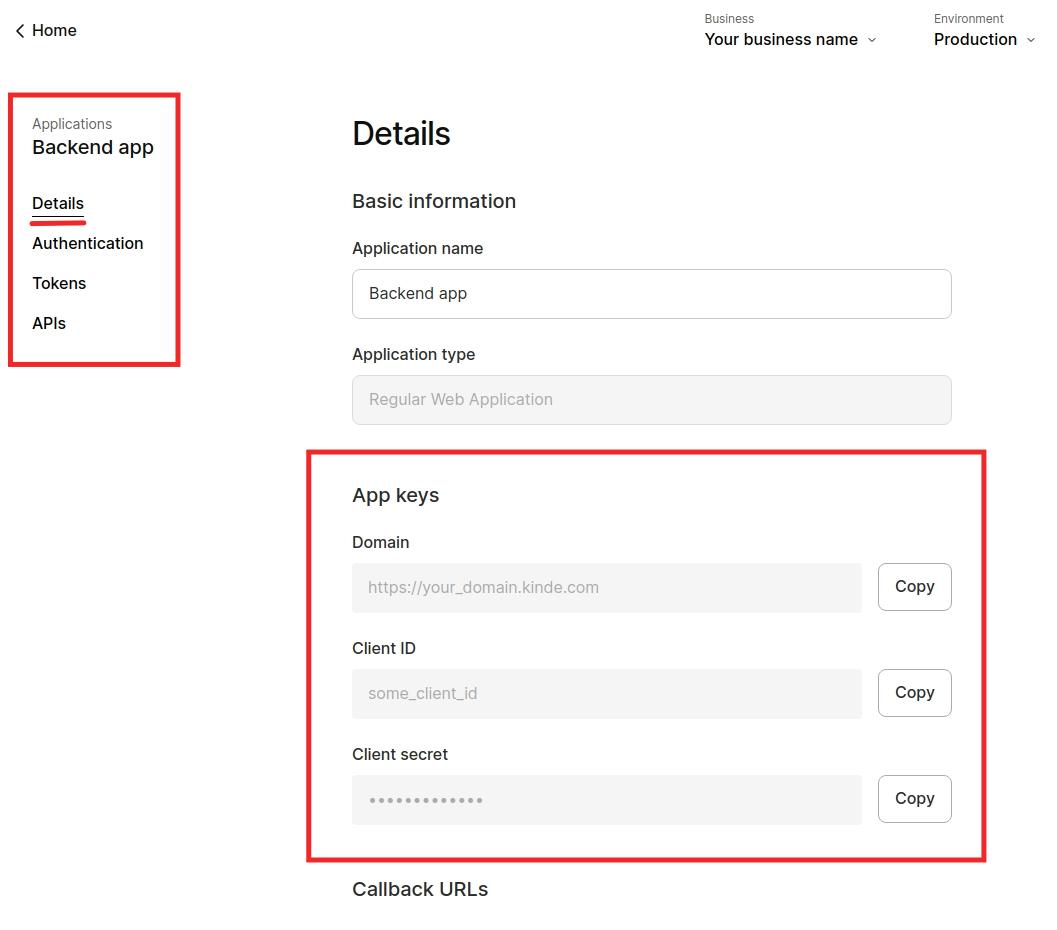 Home
Business
Your business name
Environment
Production
Applications
Backend app
Details
Authentication
Tokens
APIs
Details
Basic information
Application name
Backend app
Application type
Regular Web Application
App keys
Domain
https://your_domain.kinde.com
Copy
Client ID
some_client_id
Copy
Client secret
•••••••••••••
Copy
Callback URLs